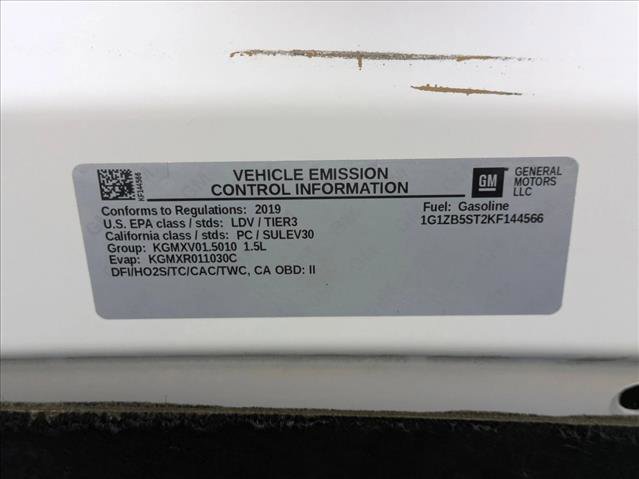 KF144566
VEHICLE EMISSION
CONTROL INFORMATION
GM
GENERAL
MOTORS
LLC
Conforms to Regulations: 2019
U.S. EPA class / stds: LDV / TIER3
California class / stds: PC / SULEV30
Group: KGMXV01.5010 1.5L
Evap: KGMXR011030C
DFI/HO2S/TC/CAC/TWC, CA OBD: II
Fuel: Gasoline
1G1ZB5ST2KF144566